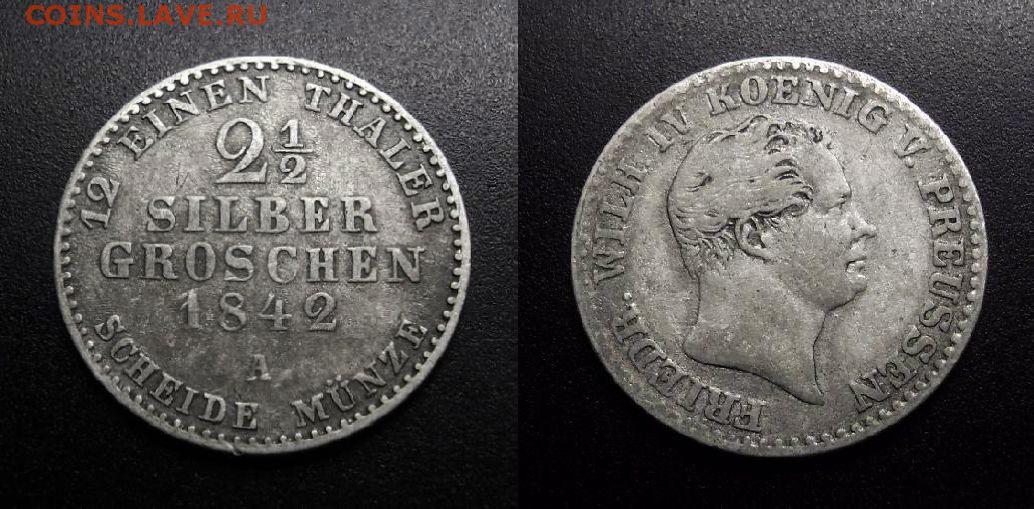 COINS.LAVE.RU
12 EINEN THALER
2 1/2
SILBER
GROSCHEN
1842
A
SCHEIDE MÜNZE
FRIEDR. WILH. IV KOENIG V. PREUSSEN